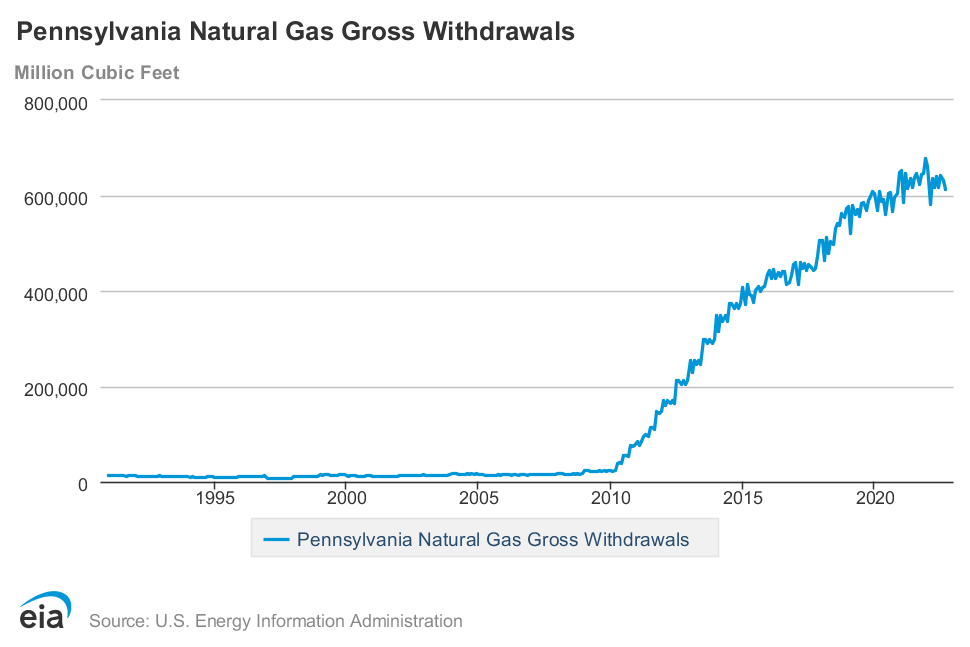 Pennsylvania Natural Gas Gross Withdrawals
Million Cubic Feet
800,000
600,000
400,000
200,000
0
1995 2000 2005 2010 2015 2020
Pennsylvania Natural Gas Gross Withdrawals
eia Source: U.S. Energy Information Administration